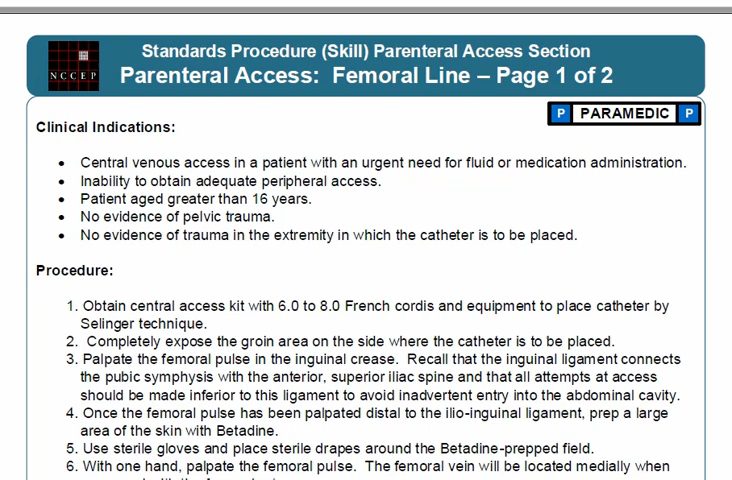 Standards Procedure (Skill) Parenteral Access Section
NCCEP
Parenteral Access: Femoral Line – Page 1 of 2
P PARAMEDIC P
Clinical Indications:
• Central venous access in a patient with an urgent need for fluid or medication administration.
• Inability to obtain adequate peripheral access.
• Patient aged greater than 16 years.
• No evidence of pelvic trauma.
• No evidence of trauma in the extremity in which the catheter is to be placed.
Procedure:
1. Obtain central access kit with 6.0 to 8.0 French cordis and equipment to place catheter by
Selinger technique.
2. Completely expose the groin area on the side where the catheter is to be placed.
3. Palpate the femoral pulse in the inguinal crease. Recall that the inguinal ligament connects
the pubic symphysis with the anterior, superior iliac spine and that all attempts at access
should be made inferior to this ligament to avoid inadvertent entry into the abdominal cavity.
4. Once the femoral pulse has been palpated distal to the ilio-inguinal ligament, prep a large
area of the skin with Betadine.
5. Use sterile gloves and place sterile drapes around the Betadine-prepped field.
6. With one hand, palpate the femoral pulse. The femoral vein will be located medially when